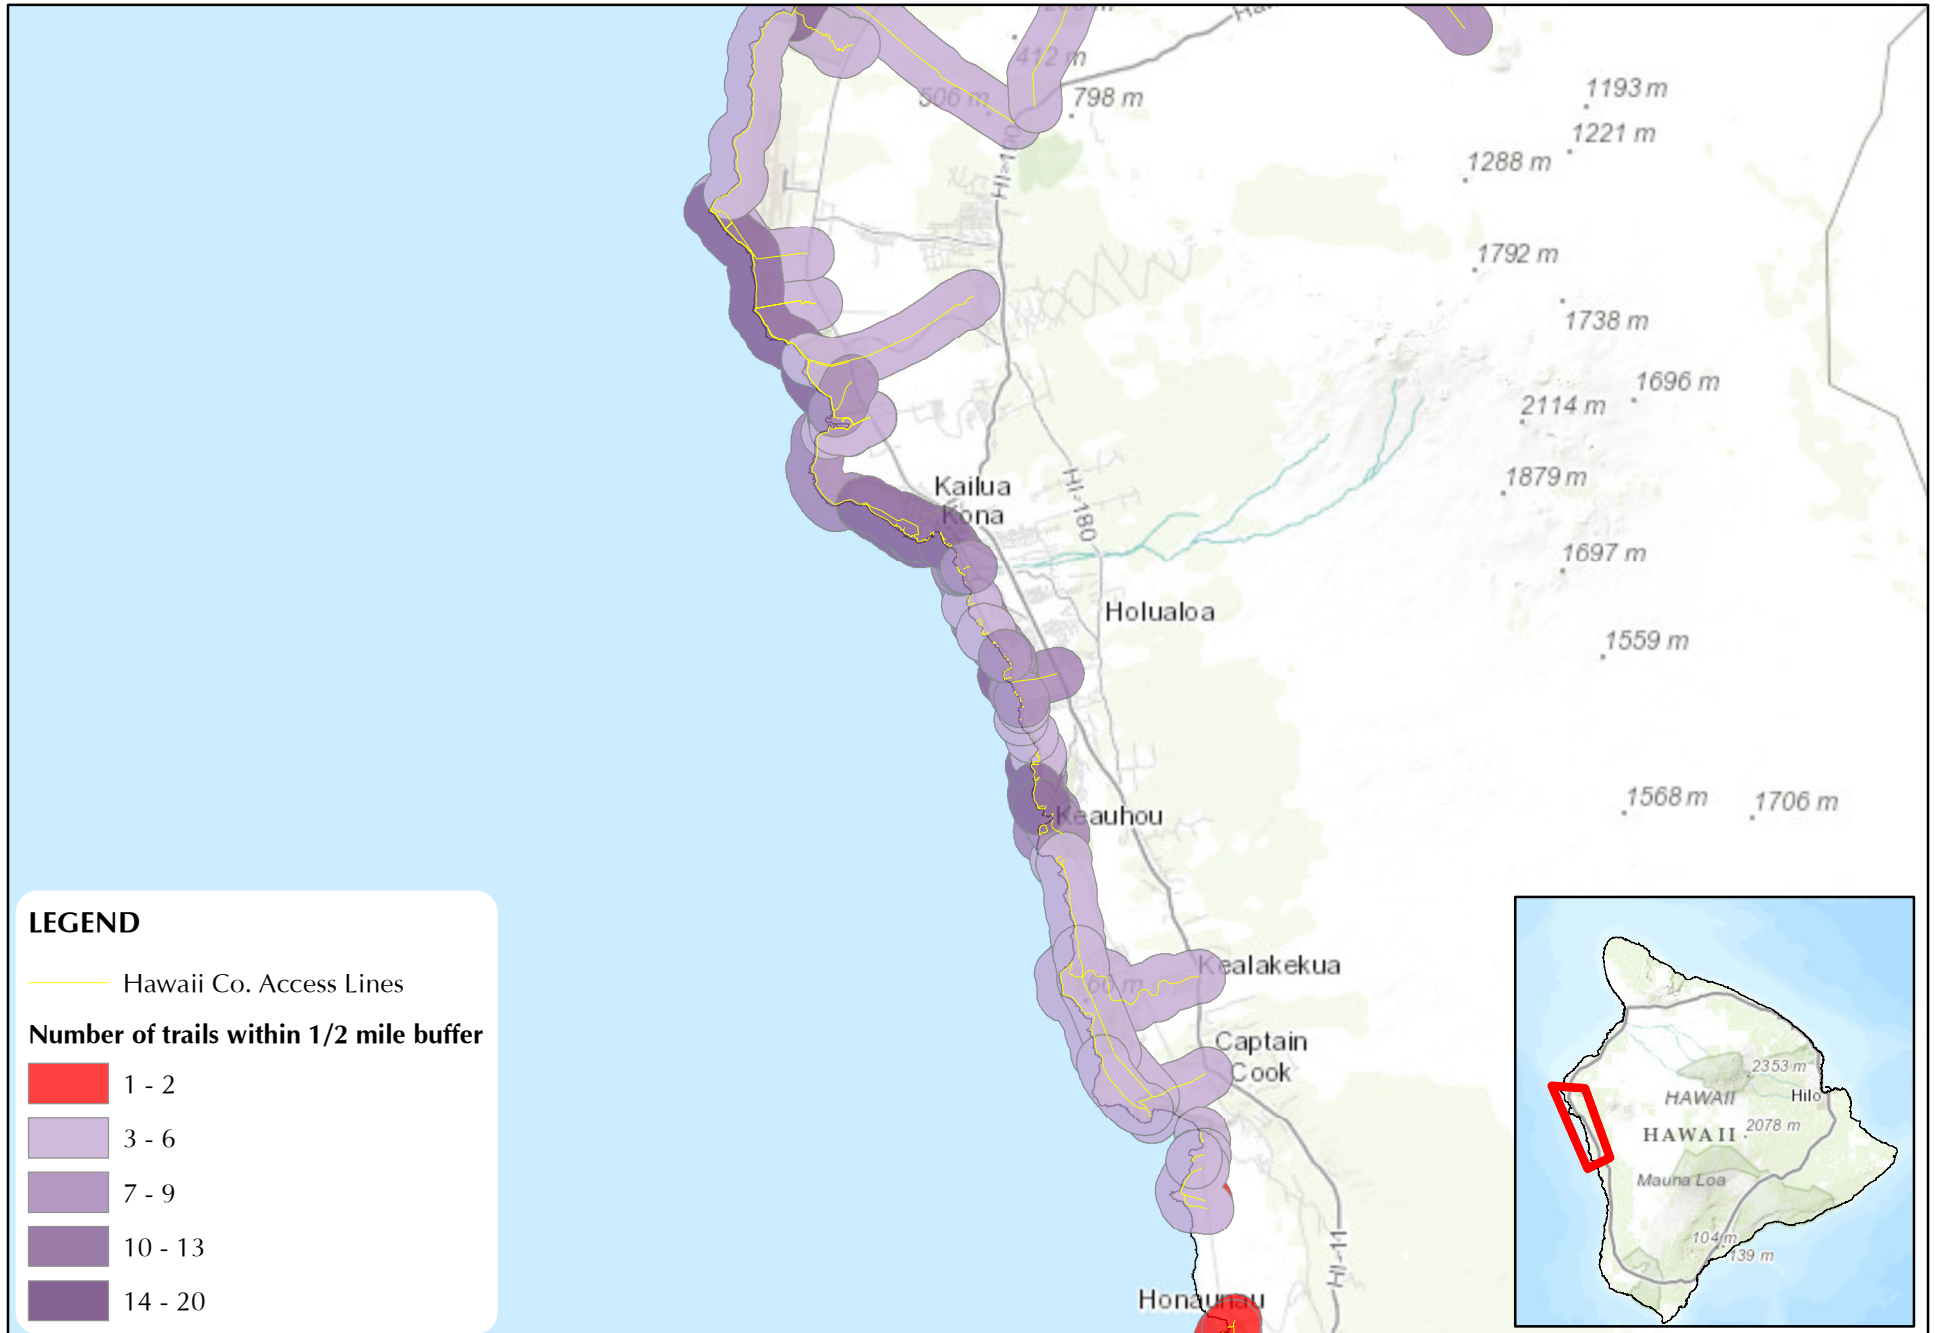 412 m
506 m
798 m
1193 m
1221 m
1288 m
HI-190
1792 m
1738 m
1696 m
2114 m
Kailua
Kona
1879 m
HI-180
1697 m
Holualoa
1559 m
1568 m
1706 m
Keauhou
Kealakekua
Captain
Cook
HI-11
Honaunau
LEGEND
Hawaii Co. Access Lines
Number of trails within 1/2 mile buffer
1 - 2
3 - 6
7 - 9
10 - 13
14 - 20
2353 m
HAWAII
Hilo
HAWAII
2078 m
Mauna Loa
104 m
139 m